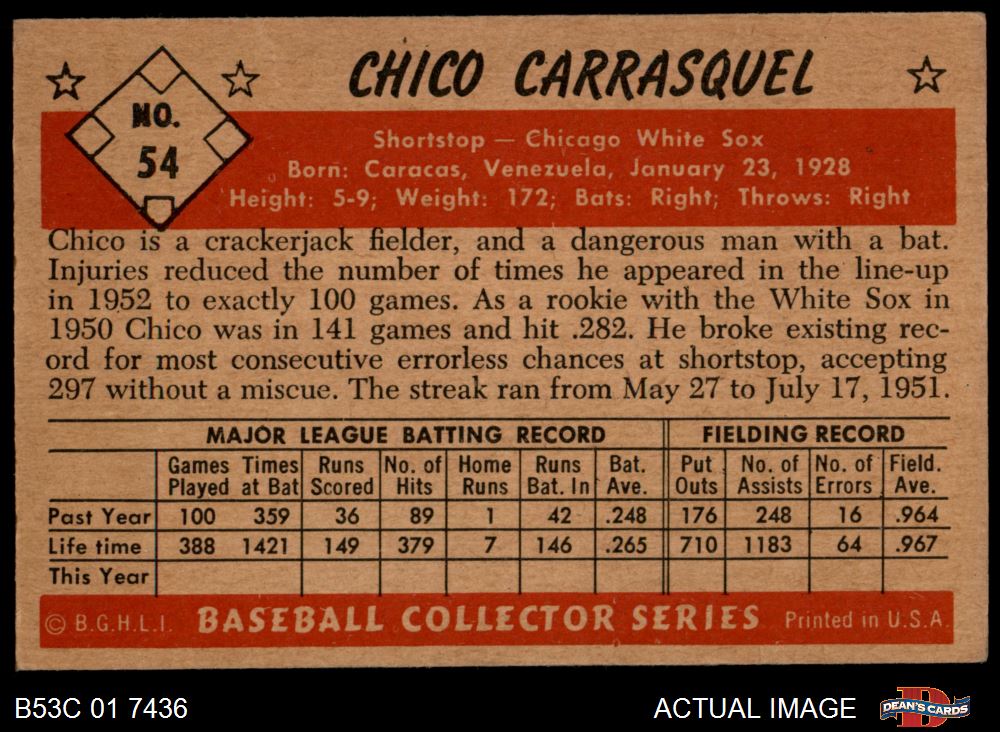 CHICO CARRASQUEL
NO.
54
Shortstop — Chicago White Sox
Born: Caracas, Venezuela, January 23, 1928
Height: 5-9; Weight: 172; Bats: Right; Throws: Right
Chico is a crackerjack fielder, and a dangerous man with a bat.
Injuries reduced the number of times he appeared in the line-up
in 1952 to exactly 100 games. As a rookie with the White Sox in
1950 Chico was in 141 games and hit .282. He broke existing rec-
ord for most consecutive errorless chances at shortstop, accepting
297 without a miscue. The streak ran from May 27 to July 17, 1951.
MAJOR LEAGUE BATTING RECORD FIELDING RECORD
Games Times Runs No. of Home Runs Bat. Put No. of No. of Field.
Played at Bat Scored Hits Runs Bat. In Ave. Outs Assists Errors Ave.
Past Year 100 359 36 89 1 42 .248 176 248 16 .964
Life time 388 1421 149 379 7 146 .265 710 1183 64 .967
This Year
© B.G.H.L.I. BASEBALL COLLECTOR SERIES Printed in U.S.A.
B53C 01 7436 ACTUAL IMAGE DEAN'S CARDS